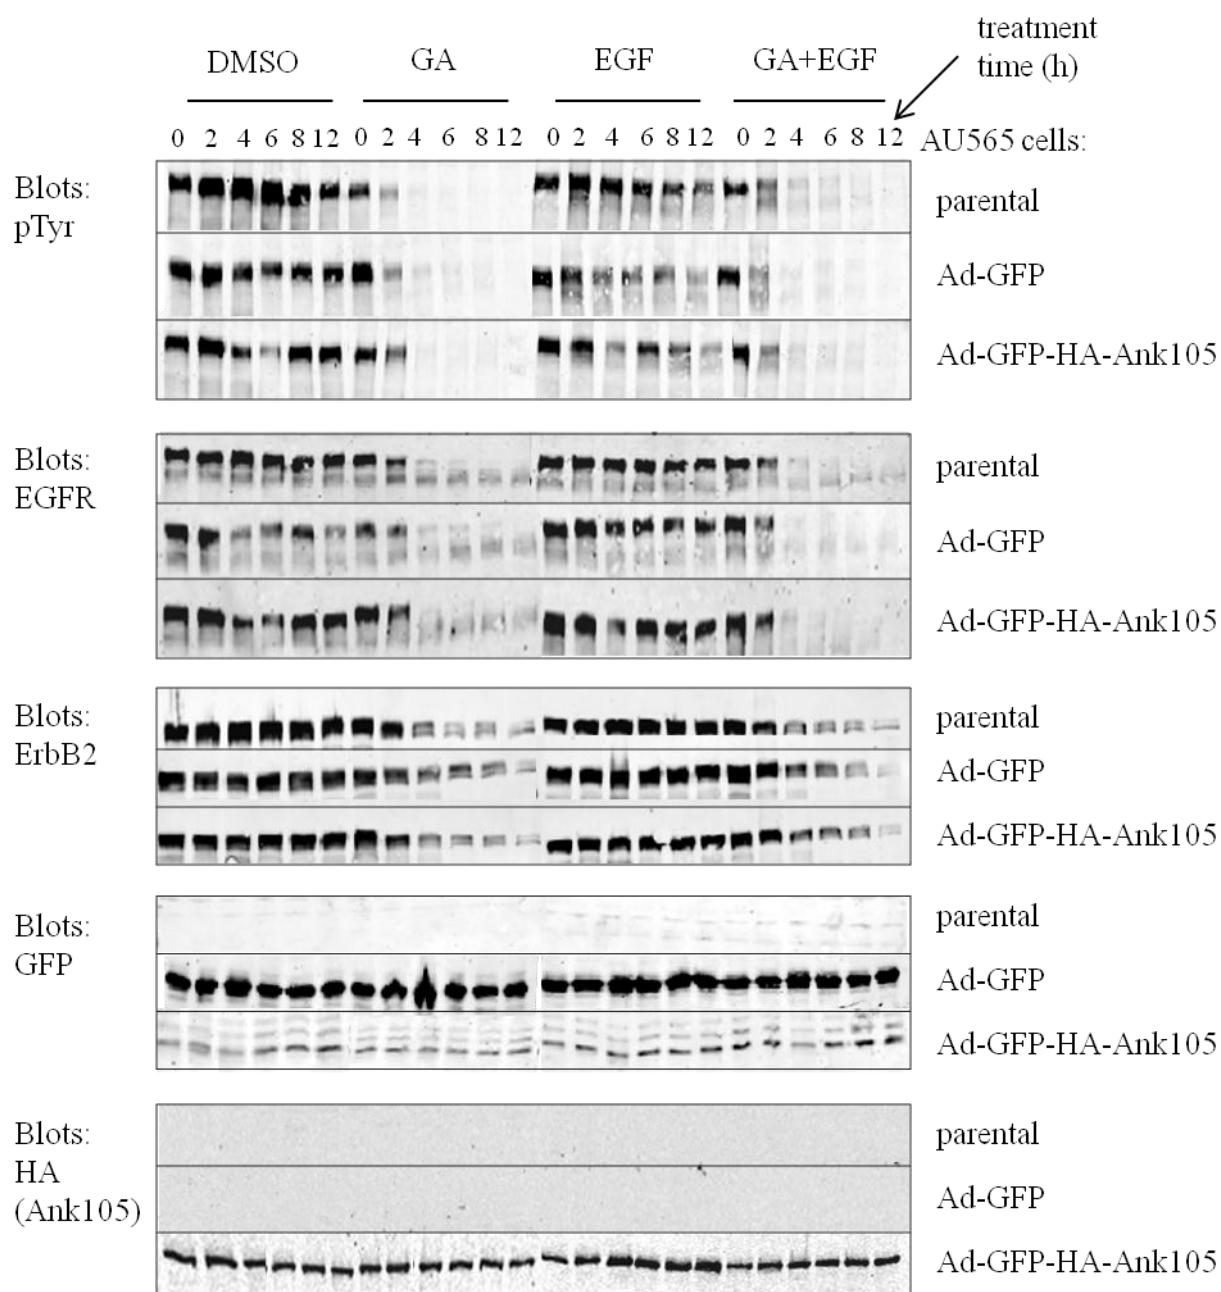 treatment
time (h)
DMSO GA EGF GA+EGF
0 2 4 6 8 12 0 2 4 6 8 12 0 2 4 6 8 12 0 2 4 6 8 12 AU565 cells:
Blots:
pTyr
parental
Ad-GFP
Ad-GFP-HA-Ank105
Blots:
EGFR
parental
Ad-GFP
Ad-GFP-HA-Ank105
Blots:
ErbB2
parental
Ad-GFP
Ad-GFP-HA-Ank105
Blots:
GFP
parental
Ad-GFP
Ad-GFP-HA-Ank105
Blots:
HA
(Ank105)
parental
Ad-GFP
Ad-GFP-HA-Ank105